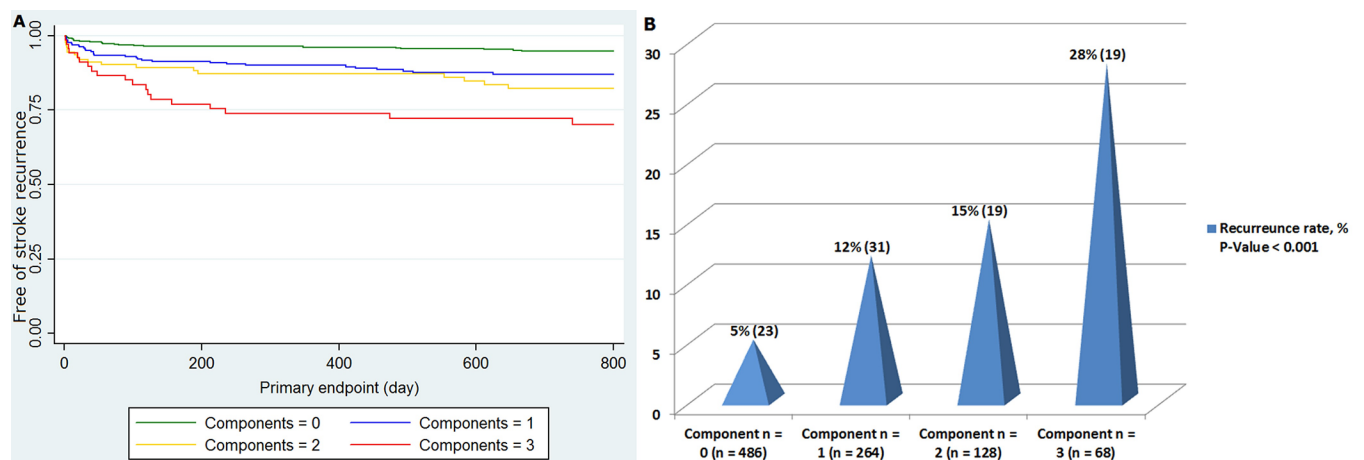 A
1.00
0.75
0.50
0.25
0.00
Free of stroke recurrence
0
200
400
600
800
Primary endpoint (day)
Components = 0
Components = 1
Components = 2
Components = 3
B
30
25
20
15
10
5
0
5% (23)
12% (31)
15% (19)
28% (19)
Component n =
0 (n = 486)
Component n =
1 (n = 264)
Component n =
2 (n = 128)
Component n =
3 (n = 68)
Recurreunce rate, %
P-Value < 0.001